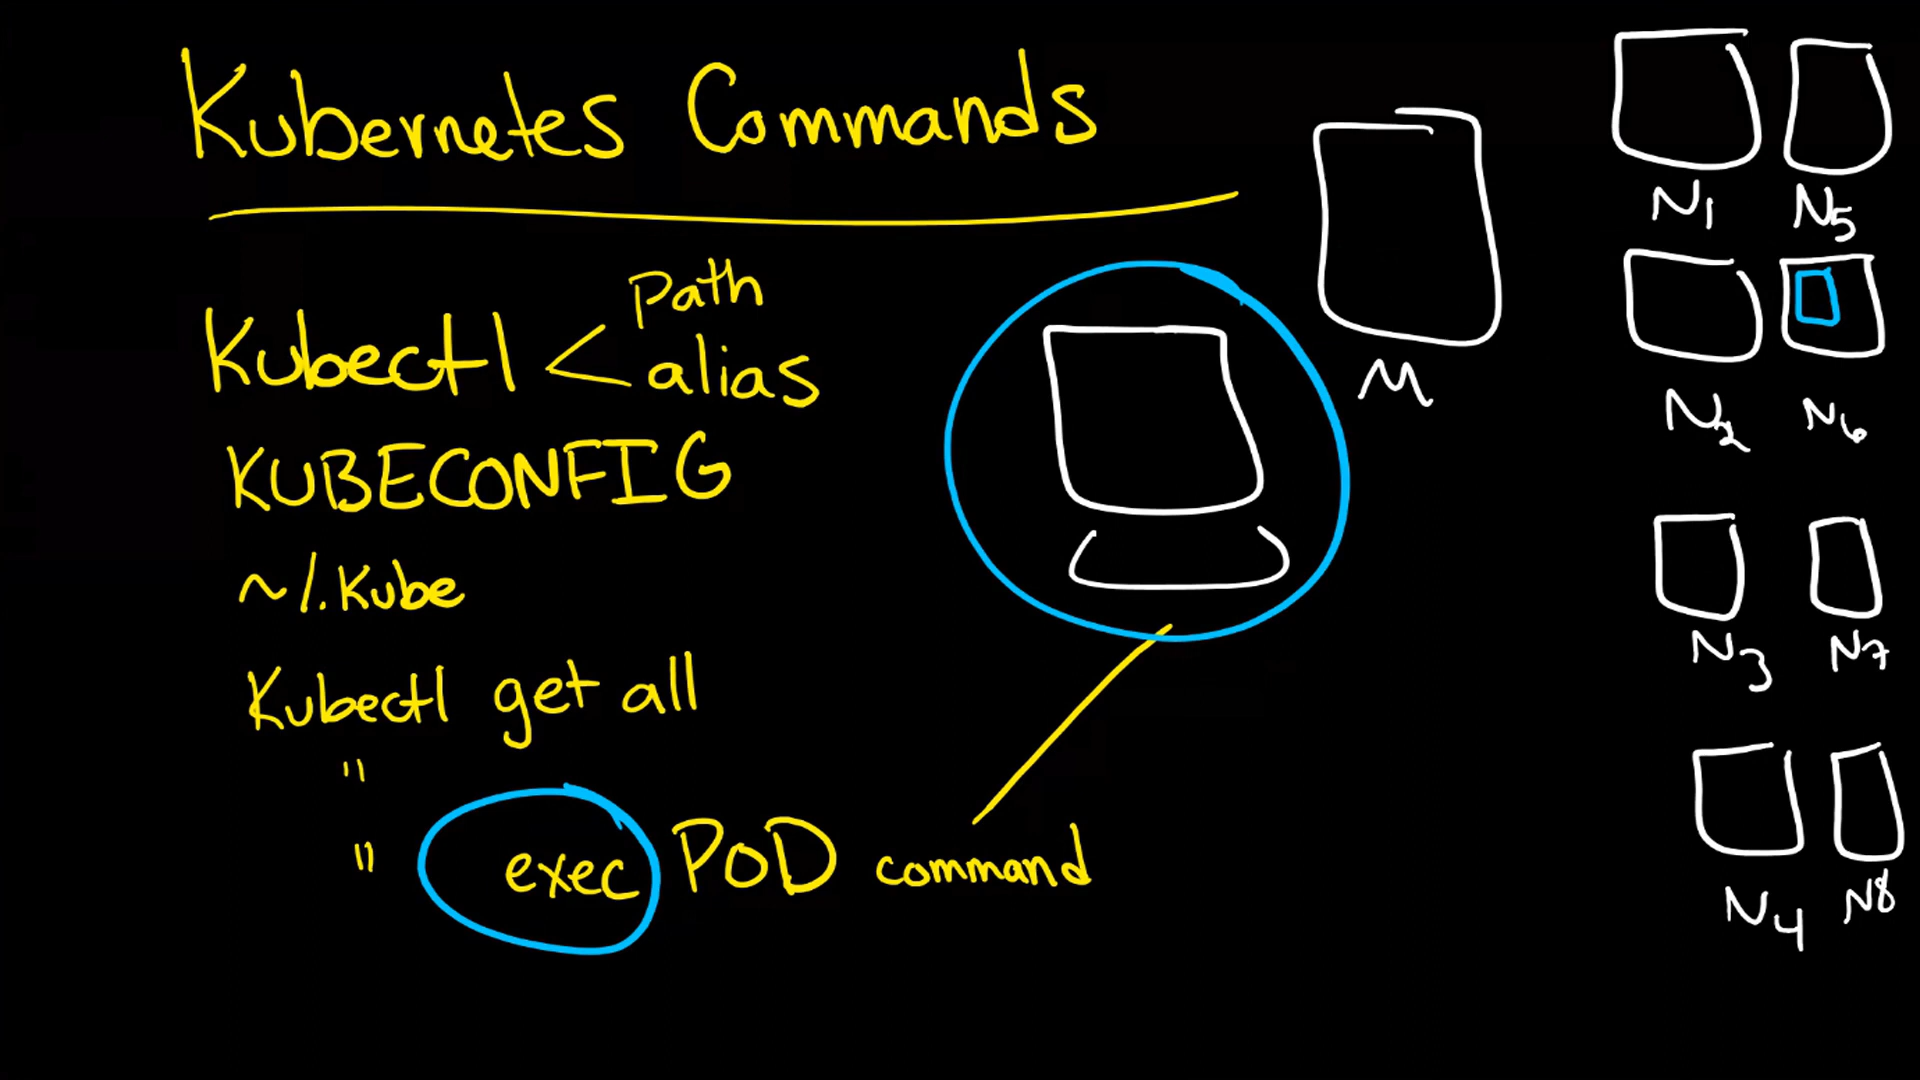 Kubernetes Commands
Path
Kubectl < alias
KUBECONFIG
~/.Kube
Kubectl get all
"
" exec POD command
M
N1 N5
N2 N6
N3 N7
N4 N8